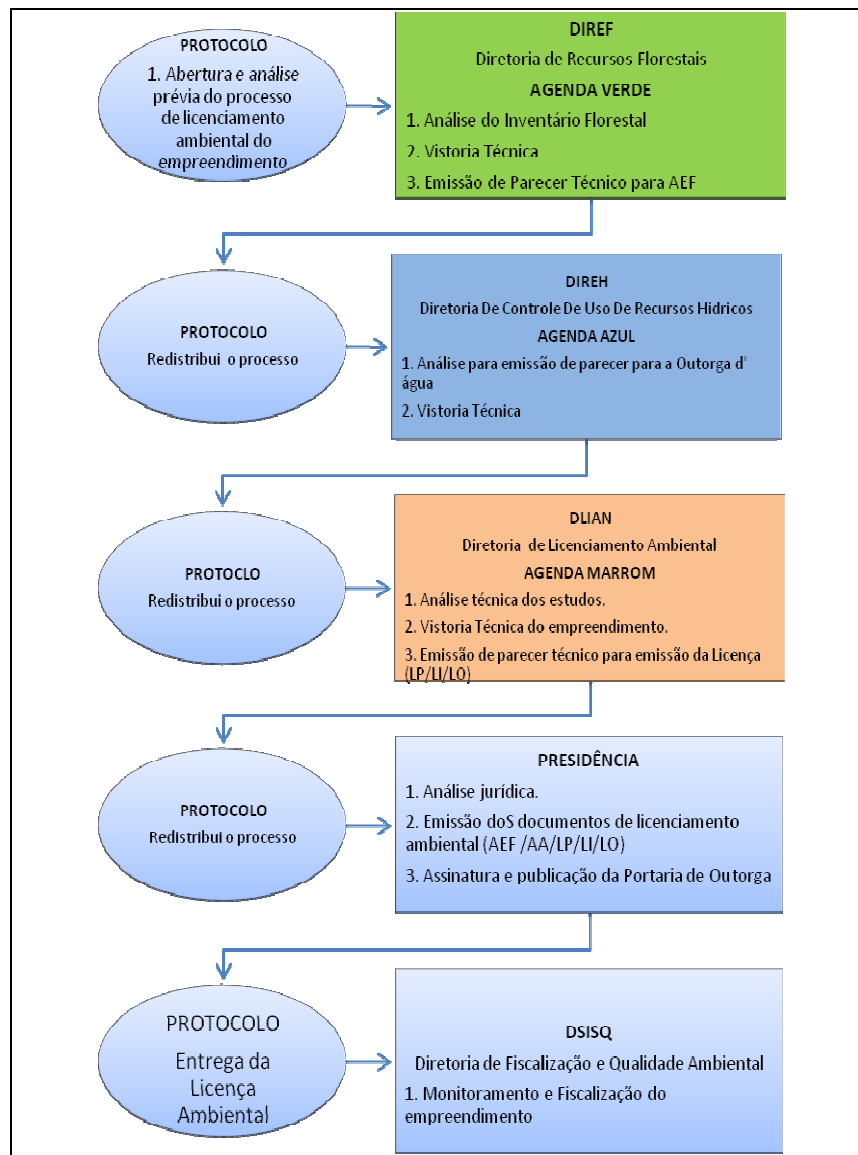 PROTOCOLO
1. Abertura e análise
prévia do processo
de licenciamento
ambiental do
empreendimento
DIREF
Diretoria de Recursos Florestais
AGENDA VERDE
1. Análise do Inventário Florestal
2. Vistoria Técnica
3. Emissão de Parecer Técnico para AEF
PROTOCOLO
Redistribui o processo
DIREH
Diretoria De Controle De Uso De Recursos Hidricos
AGENDA AZUL
1. Análise para emissão de parecer para a Outorga d'
água
2. Vistoria Técnica
PROTOCLO
Redistribui o processo
DLIAN
Diretoria de Licenciamento Ambiental
AGENDA MARROM
1. Análise técnica dos estudos.
2. Vistoria Técnica do empreendimento.
3. Emissão de parecer técnico para emissão da Licença
(LP/LI/LO)
PROTOCOLO
Redistribui o processo
PRESIDÊNCIA
1. Análise jurídica.
2. Emissão doS documentos de licenciamento
ambiental (AEF /AA/LP/LI/LO)
3. Assinatura e publicação da Portaria de Outorga
PROTOCOLO
Entrega da
Licença
Ambiental
DSISQ
Diretoria de Fiscalização e Qualidade Ambiental
1. Monitoramento e Fiscalização do
empreendimento